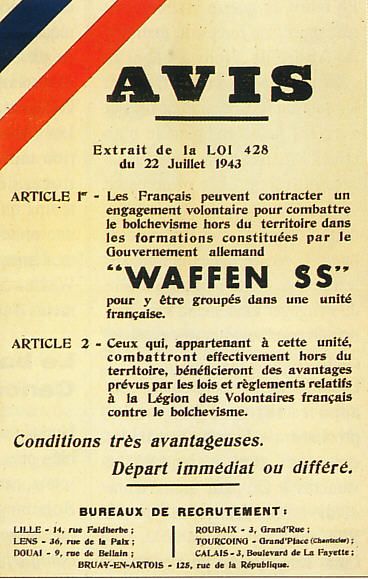 AVIS
Extrait de la LOI 428
du 22 Juillet 1943
ARTICLE 1er - Les Français peuvent contracter un
engagement volontaire pour combattre
le bolchevisme hors du territoire dans
les formations constituées par le
Gouvernement allemand
"WAFFEN SS"
pour y être groupés dans une unité
française.
ARTICLE 2 - Ceux qui, appartenant à cette unité,
combattront effectivement hors du
territoire, bénéficieront des avantages
prévus par les lois et règlements relatifs
à la Légion des Volontaires français
contre le bolchevisme.
Conditions très avantageuses.
Départ immédiat ou différé.
BUREAUX DE RECRUTEMENT :
LILLE - 14, rue Faidherbe ;
LENS - 36, rue de la Paix ;
DOUAI - 9, rue de Bellain ;
ROUBAIX - 3, Grand'Rue ;
TOURCOING - Grand'Place (Chantecler) ;
CALAIS - 3, Boulevard de La Fayette ;
BRUAY-EN-ARTOIS - 125, rue de la République.